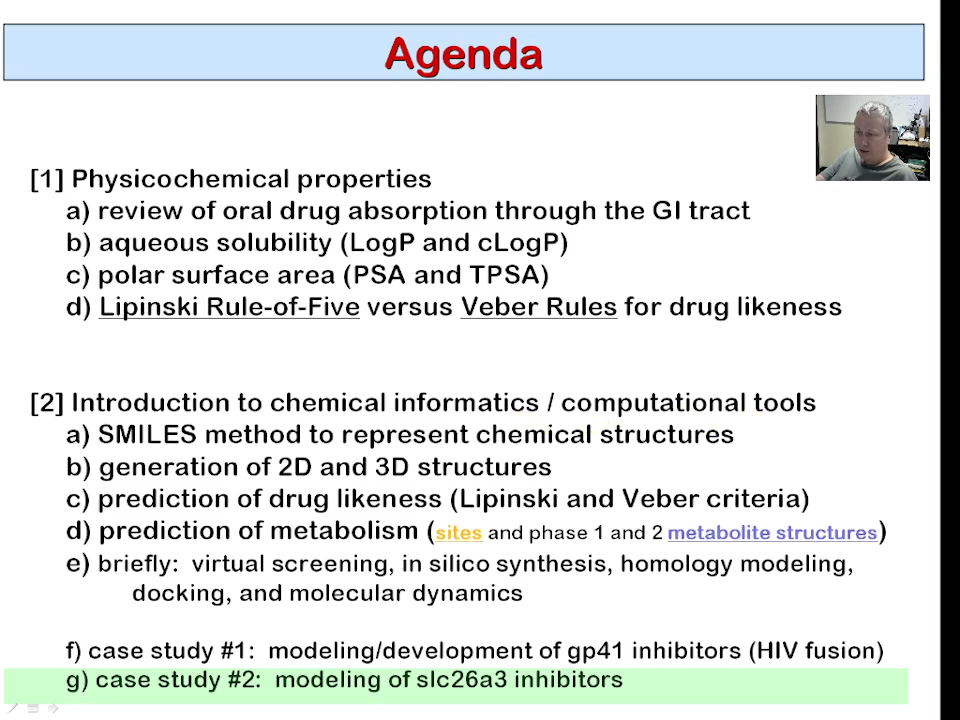 Agenda
[1] Physicochemical properties
a) review of oral drug absorption through the GI tract
b) aqueous solubility (LogP and cLogP)
c) polar surface area (PSA and TPSA)
d) Lipinski Rule-of-Five versus Veber Rules for drug likeness
[2] Introduction to chemical informatics / computational tools
a) SMILES method to represent chemical structures
b) generation of 2D and 3D structures
c) prediction of drug likeness (Lipinski and Veber criteria)
d) prediction of metabolism (sites and phase 1 and 2 metabolite structures)
e) briefly: virtual screening, in silico synthesis, homology modeling,
docking, and molecular dynamics
f) case study #1: modeling/development of gp41 inhibitors (HIV fusion)
g) case study #2: modeling of slc26a3 inhibitors